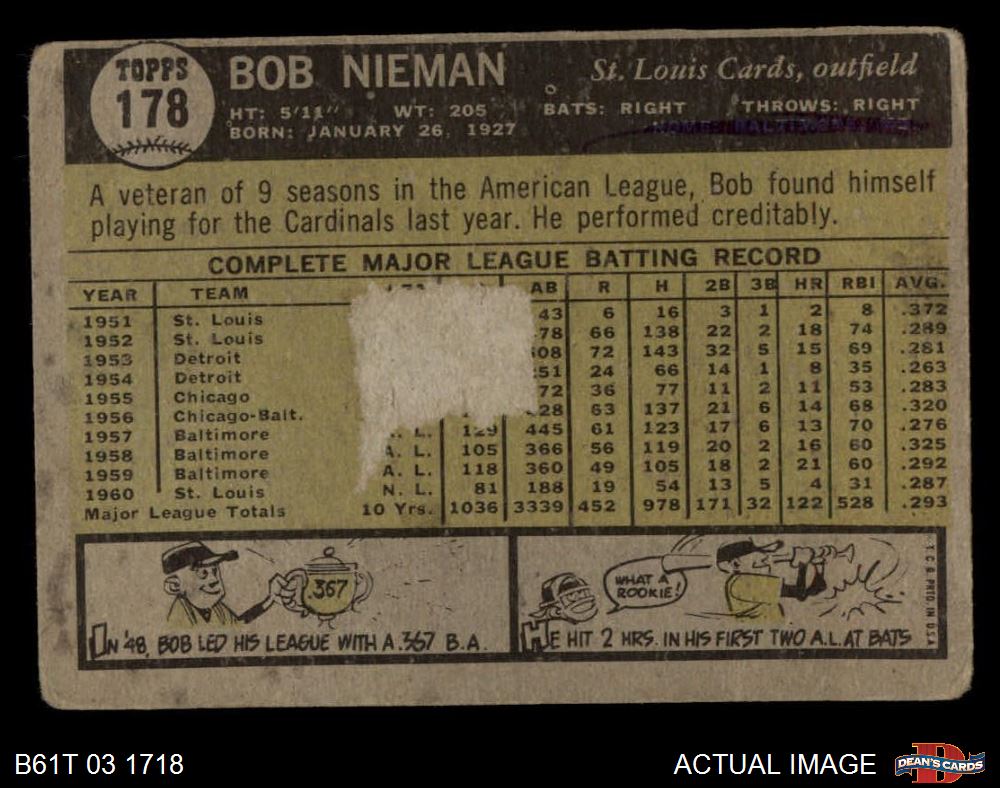 TOPPS
178
BOB NIEMAN
St. Louis Cards, outfield
HT: 5'11" WT: 205 BATS: RIGHT THROWS: RIGHT
BORN: JANUARY 26, 1927
A veteran of 9 seasons in the American League, Bob found himself
playing for the Cardinals last year. He performed creditably.
COMPLETE MAJOR LEAGUE BATTING RECORD
YEAR TEAM AB R H 2B 3B HR RBI AVG.
1951 St. Louis 43 6 16 3 1 2 8 .372
1952 St. Louis 78 66 138 22 2 18 74 .289
1953 Detroit 08 72 143 32 5 15 69 .281
1954 Detroit 51 24 66 14 1 8 35 .263
1955 Chicago 72 36 77 11 2 11 53 .283
1956 Chicago-Balt. 28 63 137 21 6 14 68 .320
1957 Baltimore L. 129 445 61 123 17 6 13 70 .276
1958 Baltimore A. L. 105 366 56 119 20 2 16 60 .325
1959 Baltimore A. L. 118 360 49 105 18 2 21 60 .292
1960 St. Louis N. L. 81 188 19 54 13 5 4 31 .287
Major League Totals 10 Yrs. 1036 3339 452 978 171 32 122 528 .293
367
IN '48, BOB LED HIS LEAGUE WITH A .367 B.A.
WHAT A
ROOKIE!
HE HIT 2 HRS. IN HIS FIRST TWO A.L. AT BATS
T.C.G. PRTD. IN U.S.A.
B61T 03 1718
ACTUAL IMAGE
DEAN'S CARDS